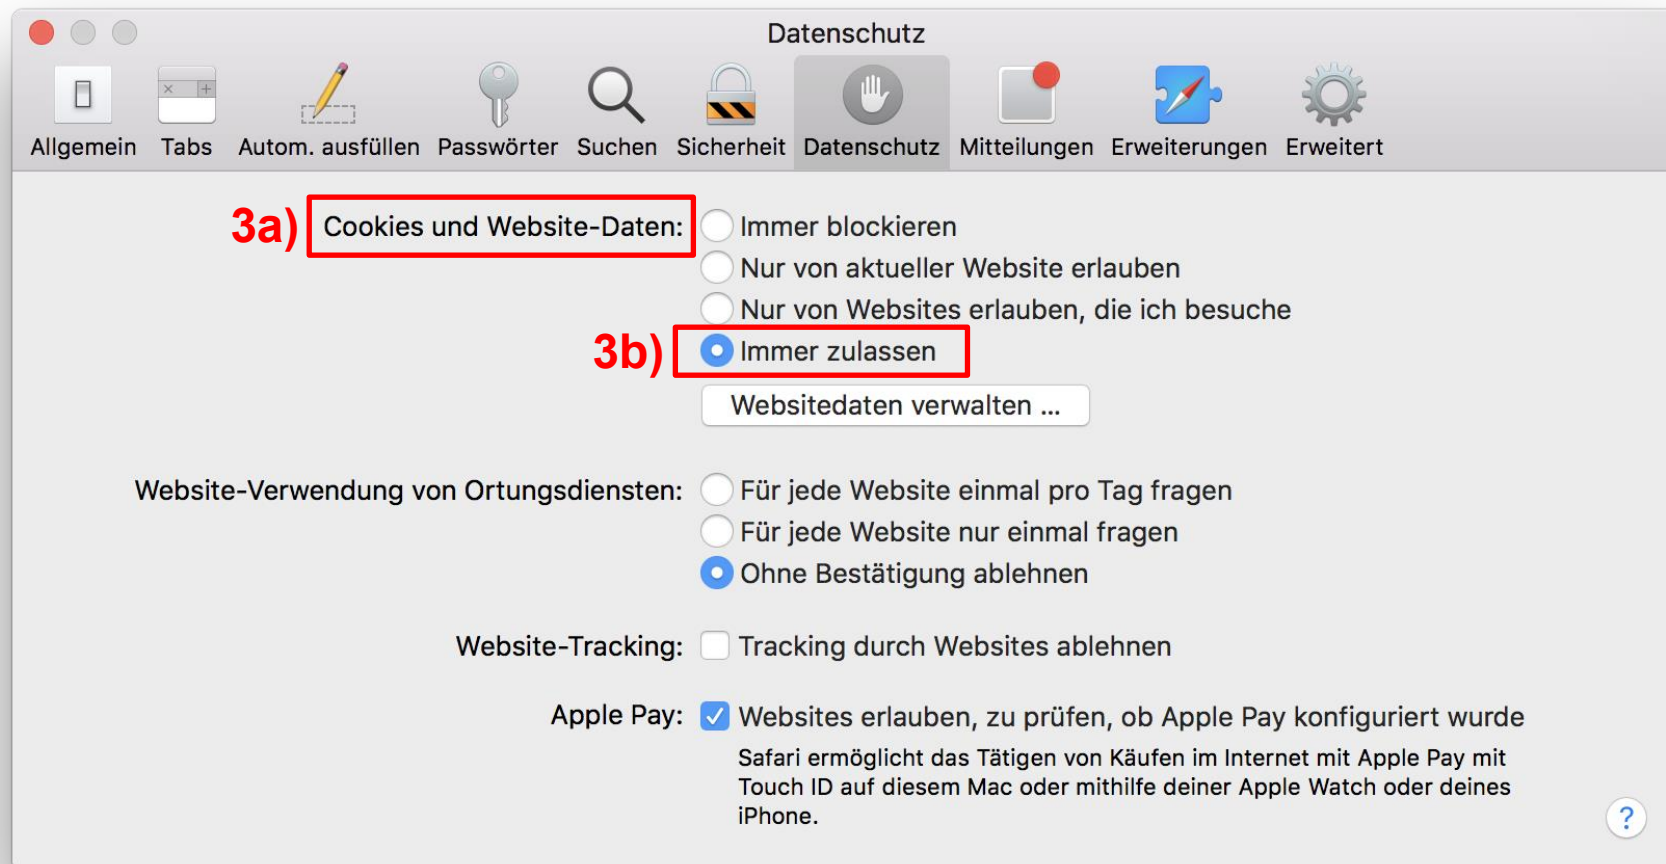 Datenschutz
Allgemein Tabs Autom. ausfüllen Passwörter Suchen Sicherheit Datenschutz Mitteilungen Erweiterungen Erweitert
3a) Cookies und Website-Daten: Immer blockieren
Nur von aktueller Website erlauben
Nur von Websites erlauben, die ich besuche
3b) Immer zulassen
Websitedaten verwalten ...
Website-Verwendung von Ortungsdiensten: Für jede Website einmal pro Tag fragen
Für jede Website nur einmal fragen
Ohne Bestätigung ablehnen
Website-Tracking: Tracking durch Websites ablehnen
Apple Pay: Websites erlauben, zu prüfen, ob Apple Pay konfiguriert wurde
Safari ermöglicht das Tätigen von Käufen im Internet mit Apple Pay mit
Touch ID auf diesem Mac oder mithilfe deiner Apple Watch oder deines
iPhone.
?